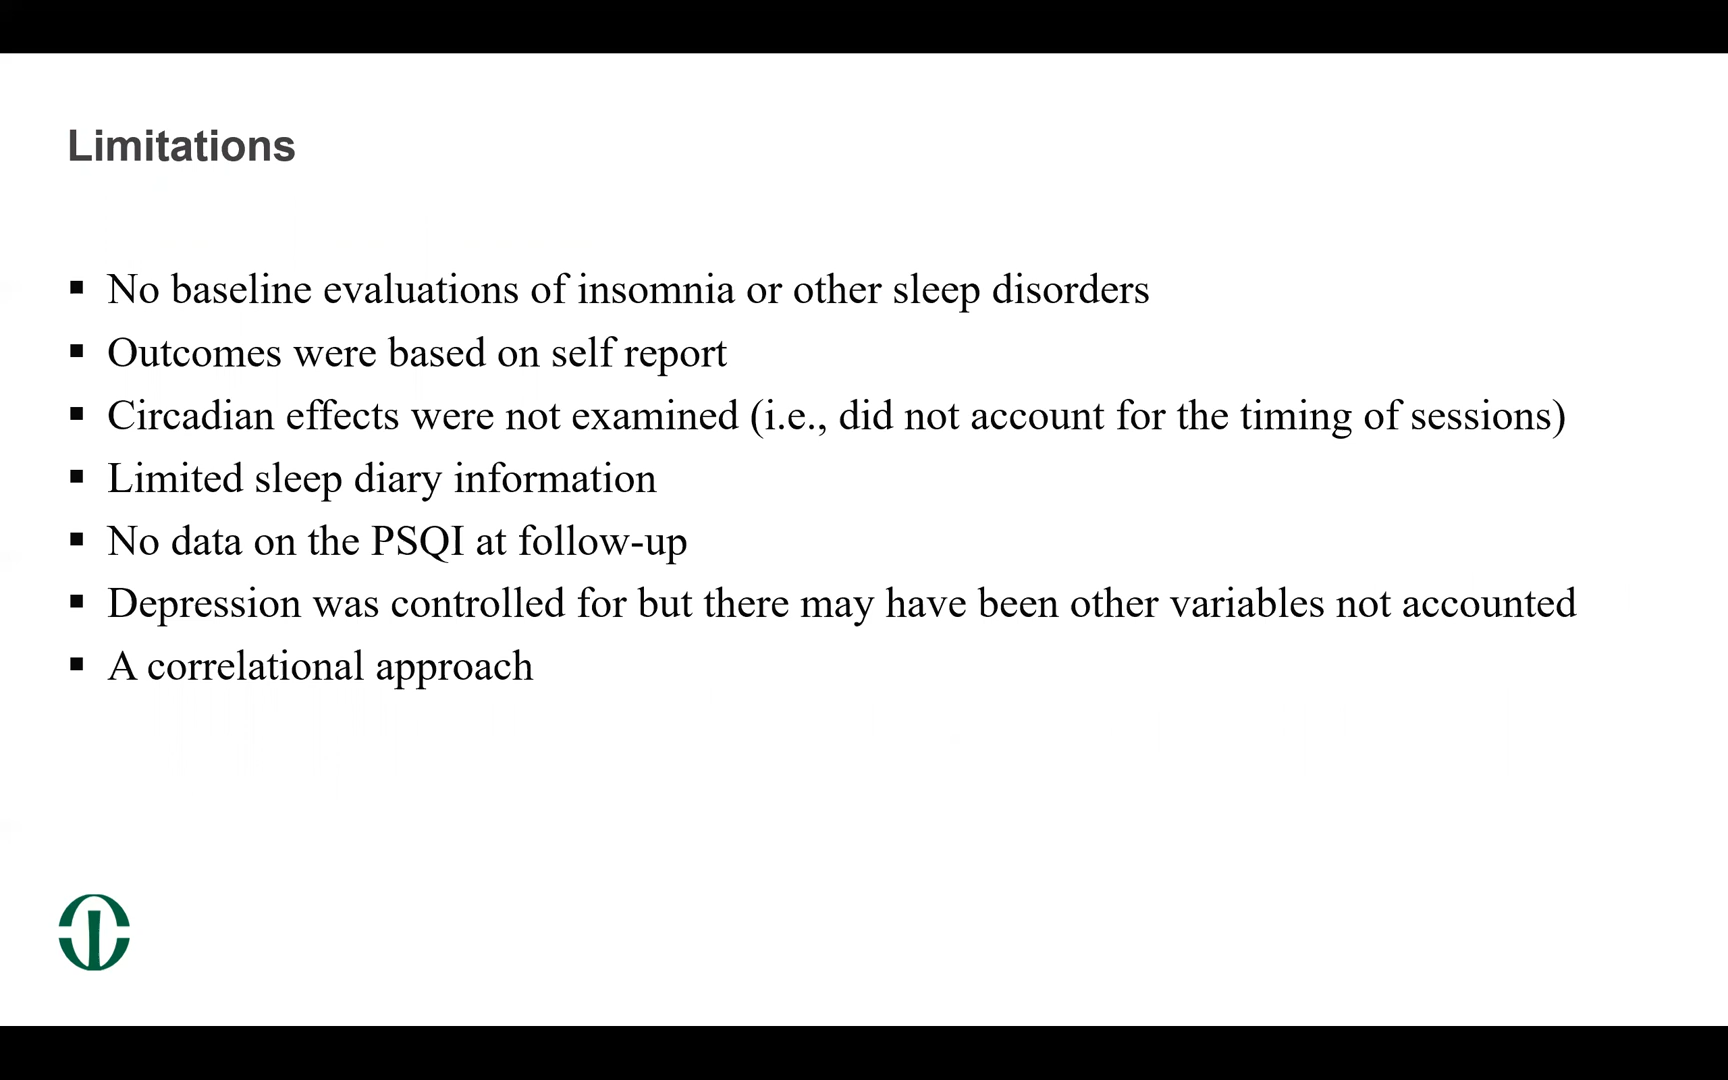 Limitations
▪ No baseline evaluations of insomnia or other sleep disorders
▪ Outcomes were based on self report
▪ Circadian effects were not examined (i.e., did not account for the timing of sessions)
▪ Limited sleep diary information
▪ No data on the PSQI at follow-up
▪ Depression was controlled for but there may have been other variables not accounted
▪ A correlational approach